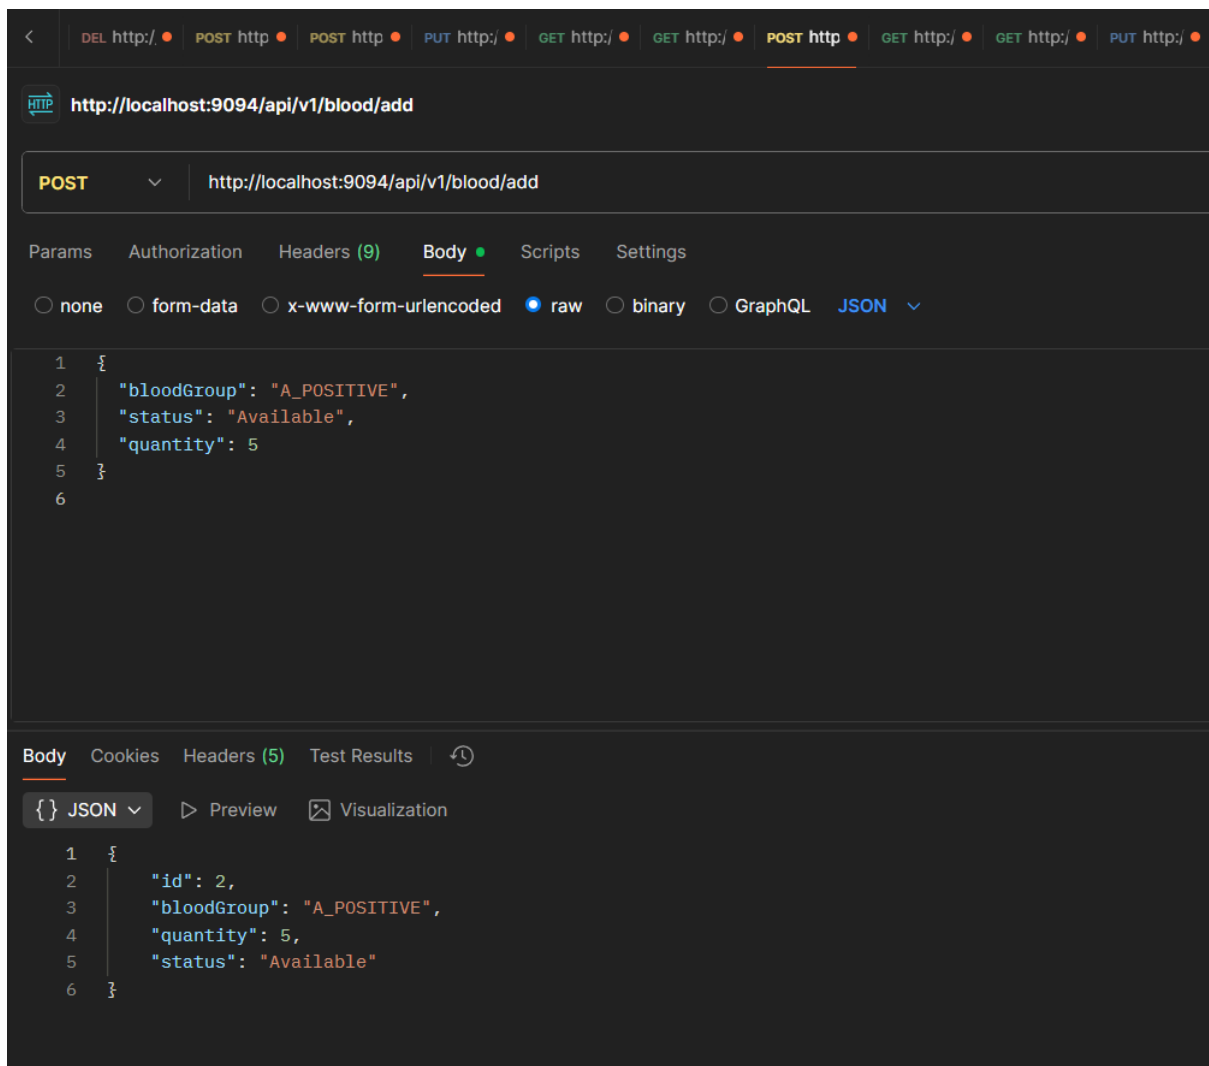 DEL http:/, POST http POST http PUT http:/ GET http:/ GET http:/ POST http GET http:/ GET http:/ PUT http:/
HTTP http://localhost:9094/api/v1/blood/add
POST http://localhost:9094/api/v1/blood/add
Params Authorization Headers (9) Body Scripts Settings
none form-data x-www-form-urlencoded raw binary GraphQL JSON
1 {
2 "bloodGroup": "A_POSITIVE",
3 "status": "Available",
4 "quantity": 5
5 }
6
Body Cookies Headers (5) Test Results
{} JSON Preview Visualization
1 {
2 "id": 2,
3 "bloodGroup": "A_POSITIVE",
4 "quantity": 5,
5 "status": "Available"
6 }